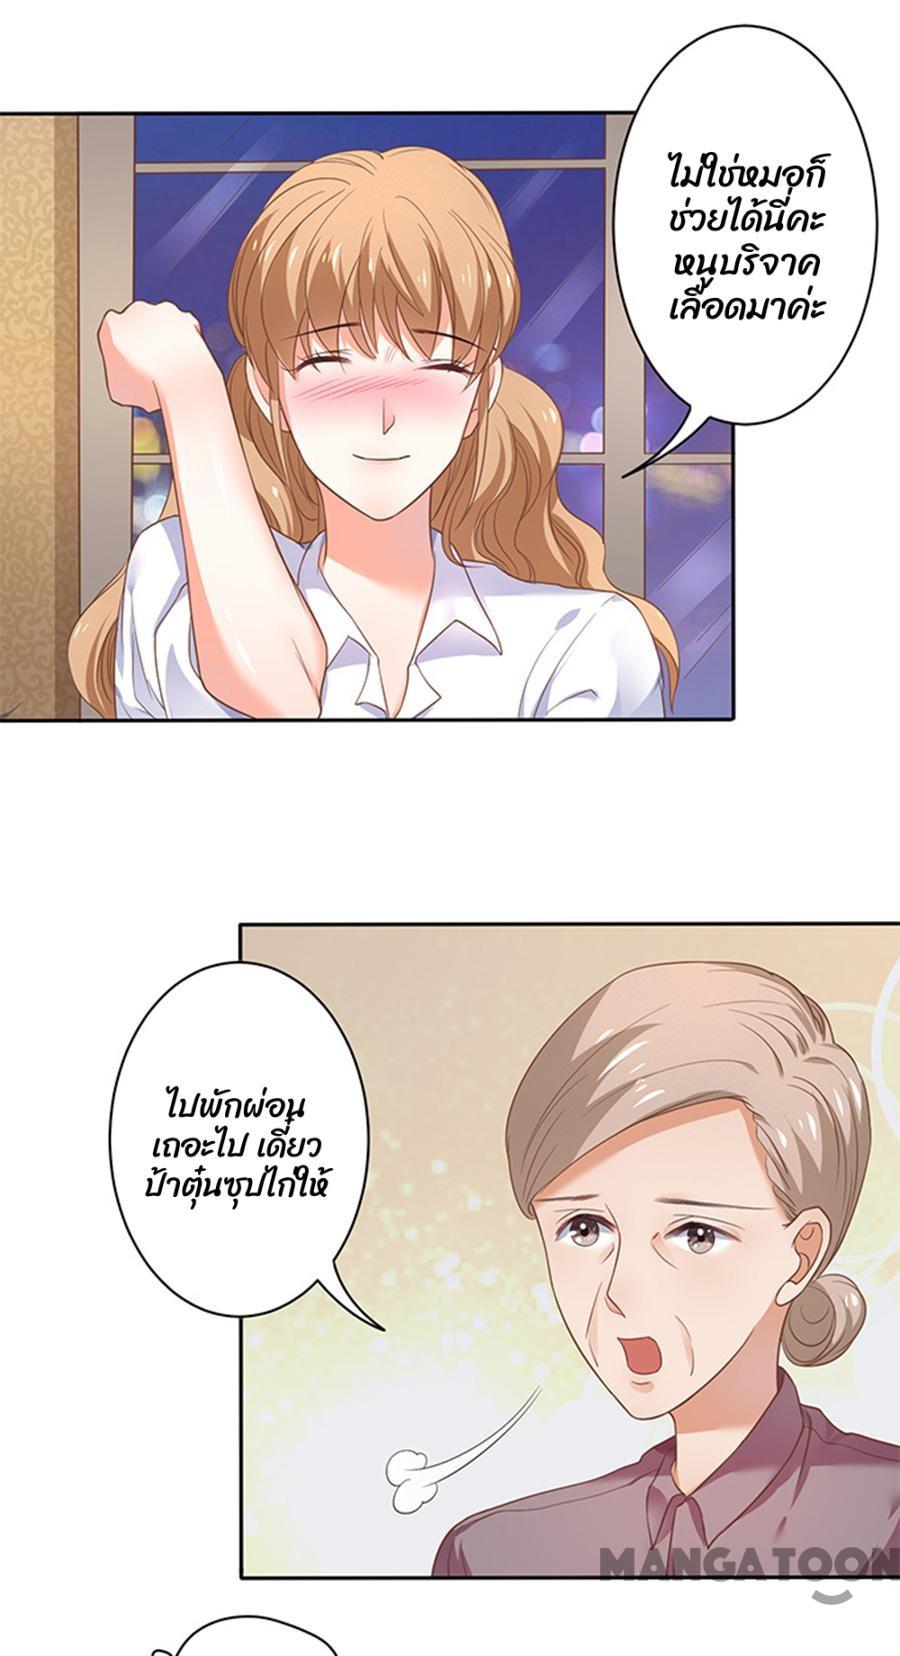 ไม่ใช่หมอก็
ช่วยได้นี่คะ
หนูบริจาค
เลือดมาค่ะ
ไปพักผ่อน
เถอะไป เดี๋ยว
ป้าตุ๋นซุปไก่ให้
MANGATOON